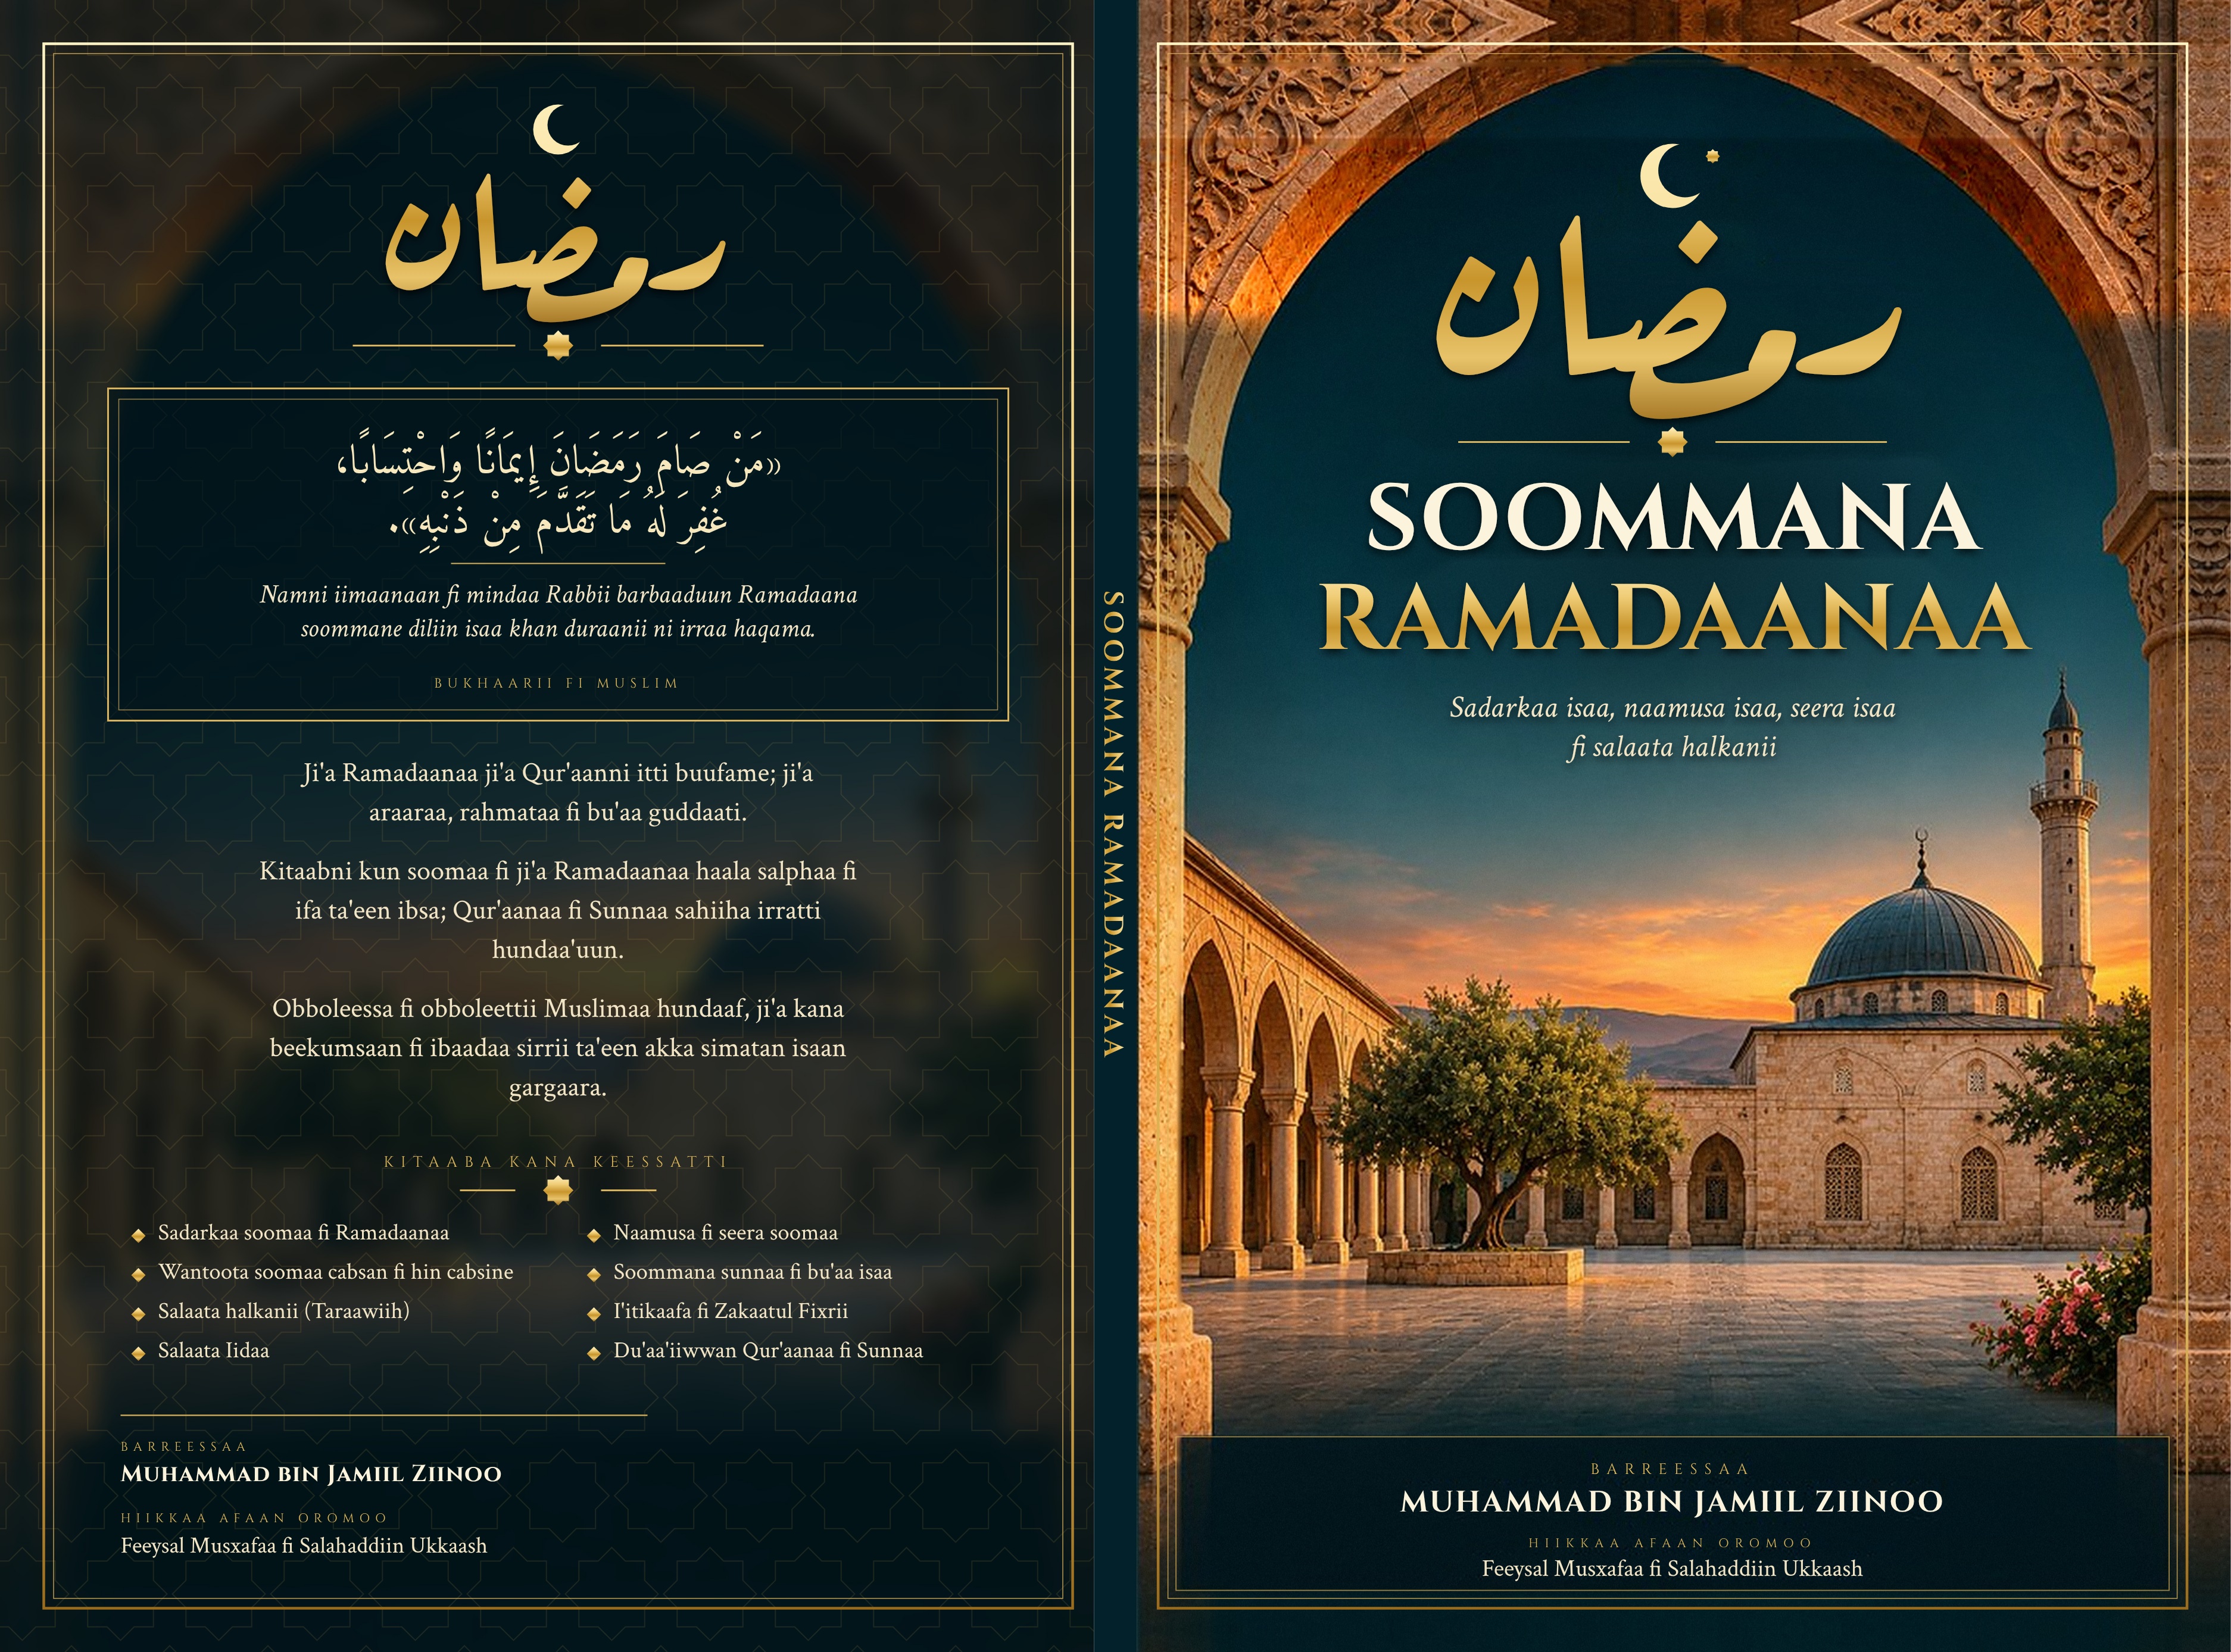 رمضان
«مَنْ صَامَ رَمَضَانَ إِيمَانًا وَاحْتِسَابًا،
غُفِرَ لَهُ مَا تَقَدَّمَ مِنْ ذَنْبِهِ».
Namni iimaanaan fi mindaa Rabbii barbaaduun Ramadaana
soommane diliin isaa khan duraanii ni irraa haqama.
BUKHAARII FI MUSLIM
Ji'a Ramadaanaa ji'a Qur'aanni itti buufame; ji'a
araaraa, rahmataa fi bu'aa guddaati.
Kitaabni kun soomaa fi ji'a Ramadaanaa haala salphaa fi
ifa ta'een ibsa; Qur'aanaa fi Sunnaa sahiiha irratti
hundaa'uun.
Obboleessa fi obboleettii Muslimaa hundaaf, ji'a kana
beekumsaan fi ibaadaa sirrii ta'een akka simatan isaan
gargaara.
KITAABA KANA KEESSATTI
Sadarkaa soomaa fi Ramadaanaa
Wantoota soomaa cabsan fi hin cabsine
Salaata halkanii (Taraawiih)
Salaata Iidaa
Naamusa fi seera soomaa
Soommana sunnaa fi bu'aa isaa
I'itikaafa fi Zakaatul Fixrii
Du'aa'iiwwan Qur'aanaa fi Sunnaa
BARREESSAA
MUHAMMAD BIN JAMIIL ZIINOO
HIIKKAA AFAAN OROMOO
Feeysal Musxafaa fi Salahaddiin Ukkaash
SOOMMANA RAMADAANAA
رمضان
SOOMMANA
RAMADAANAA
Sadarkaa isaa, naamusa isaa, seera isaa
fi salaata halkanii
BARREESSAA
MUHAMMAD BIN JAMIIL ZIINOO
HIIKKAA AFAAN OROMOO
Feeysal Musxafaa fi Salahaddiin Ukkaash